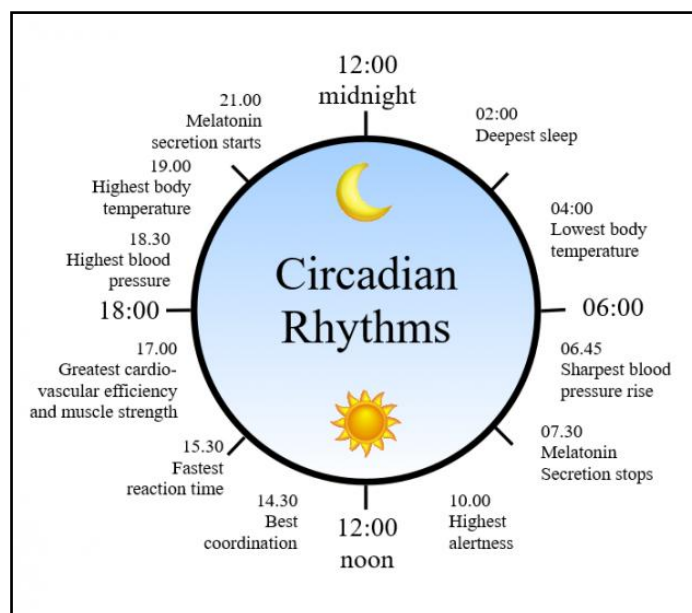 12:00
midnight
02:00
Deepest sleep
04:00
Lowest body
temperature
06:00
06.45
Sharpest blood
pressure rise
07.30
Melatonin
Secretion stops
10.00
Highest
alertness
12:00
noon
14.30
Best
coordination
15.30
Fastest
reaction time
17.00
Greatest cardio-
vascular efficiency
and muscle strength
18:00
18.30
Highest blood
pressure
19.00
Highest body
temperature
21.00
Melatonin
secretion starts
Circadian
Rhythms